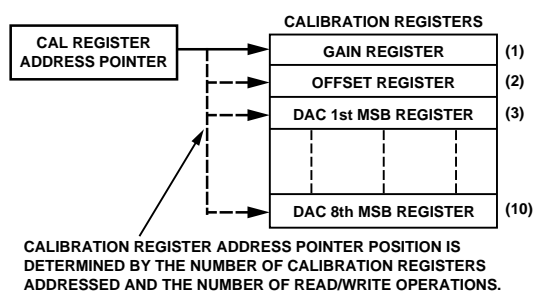 CALIBRATION REGISTERS
CAL REGISTER
ADDRESS POINTER
GAIN REGISTER (1)
OFFSET REGISTER (2)
DAC 1st MSB REGISTER (3)
DAC 8th MSB REGISTER (10)
CALIBRATION REGISTER ADDRESS POINTER POSITION IS
DETERMINED BY THE NUMBER OF CALIBRATION REGISTERS
ADDRESSED AND THE NUMBER OF READ/WRITE OPERATIONS.